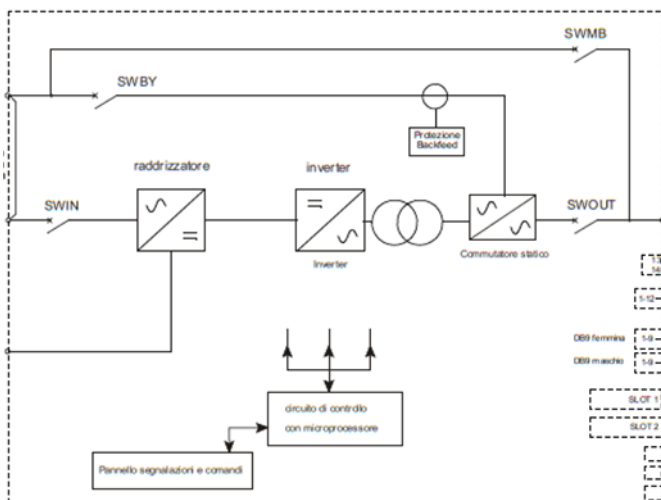 SWMB
SWBY
Protezione
Backfeed
raddrizzatore
inverter
SWIN
SWOUT
Inverter
Commutatore statico
1-12
DB9 femmina
1-9
DB9 maschio
1-9
SLOT 1
SLOT 2
circuito di controllo
con microprocessore
Pannello segnalazioni e comandi